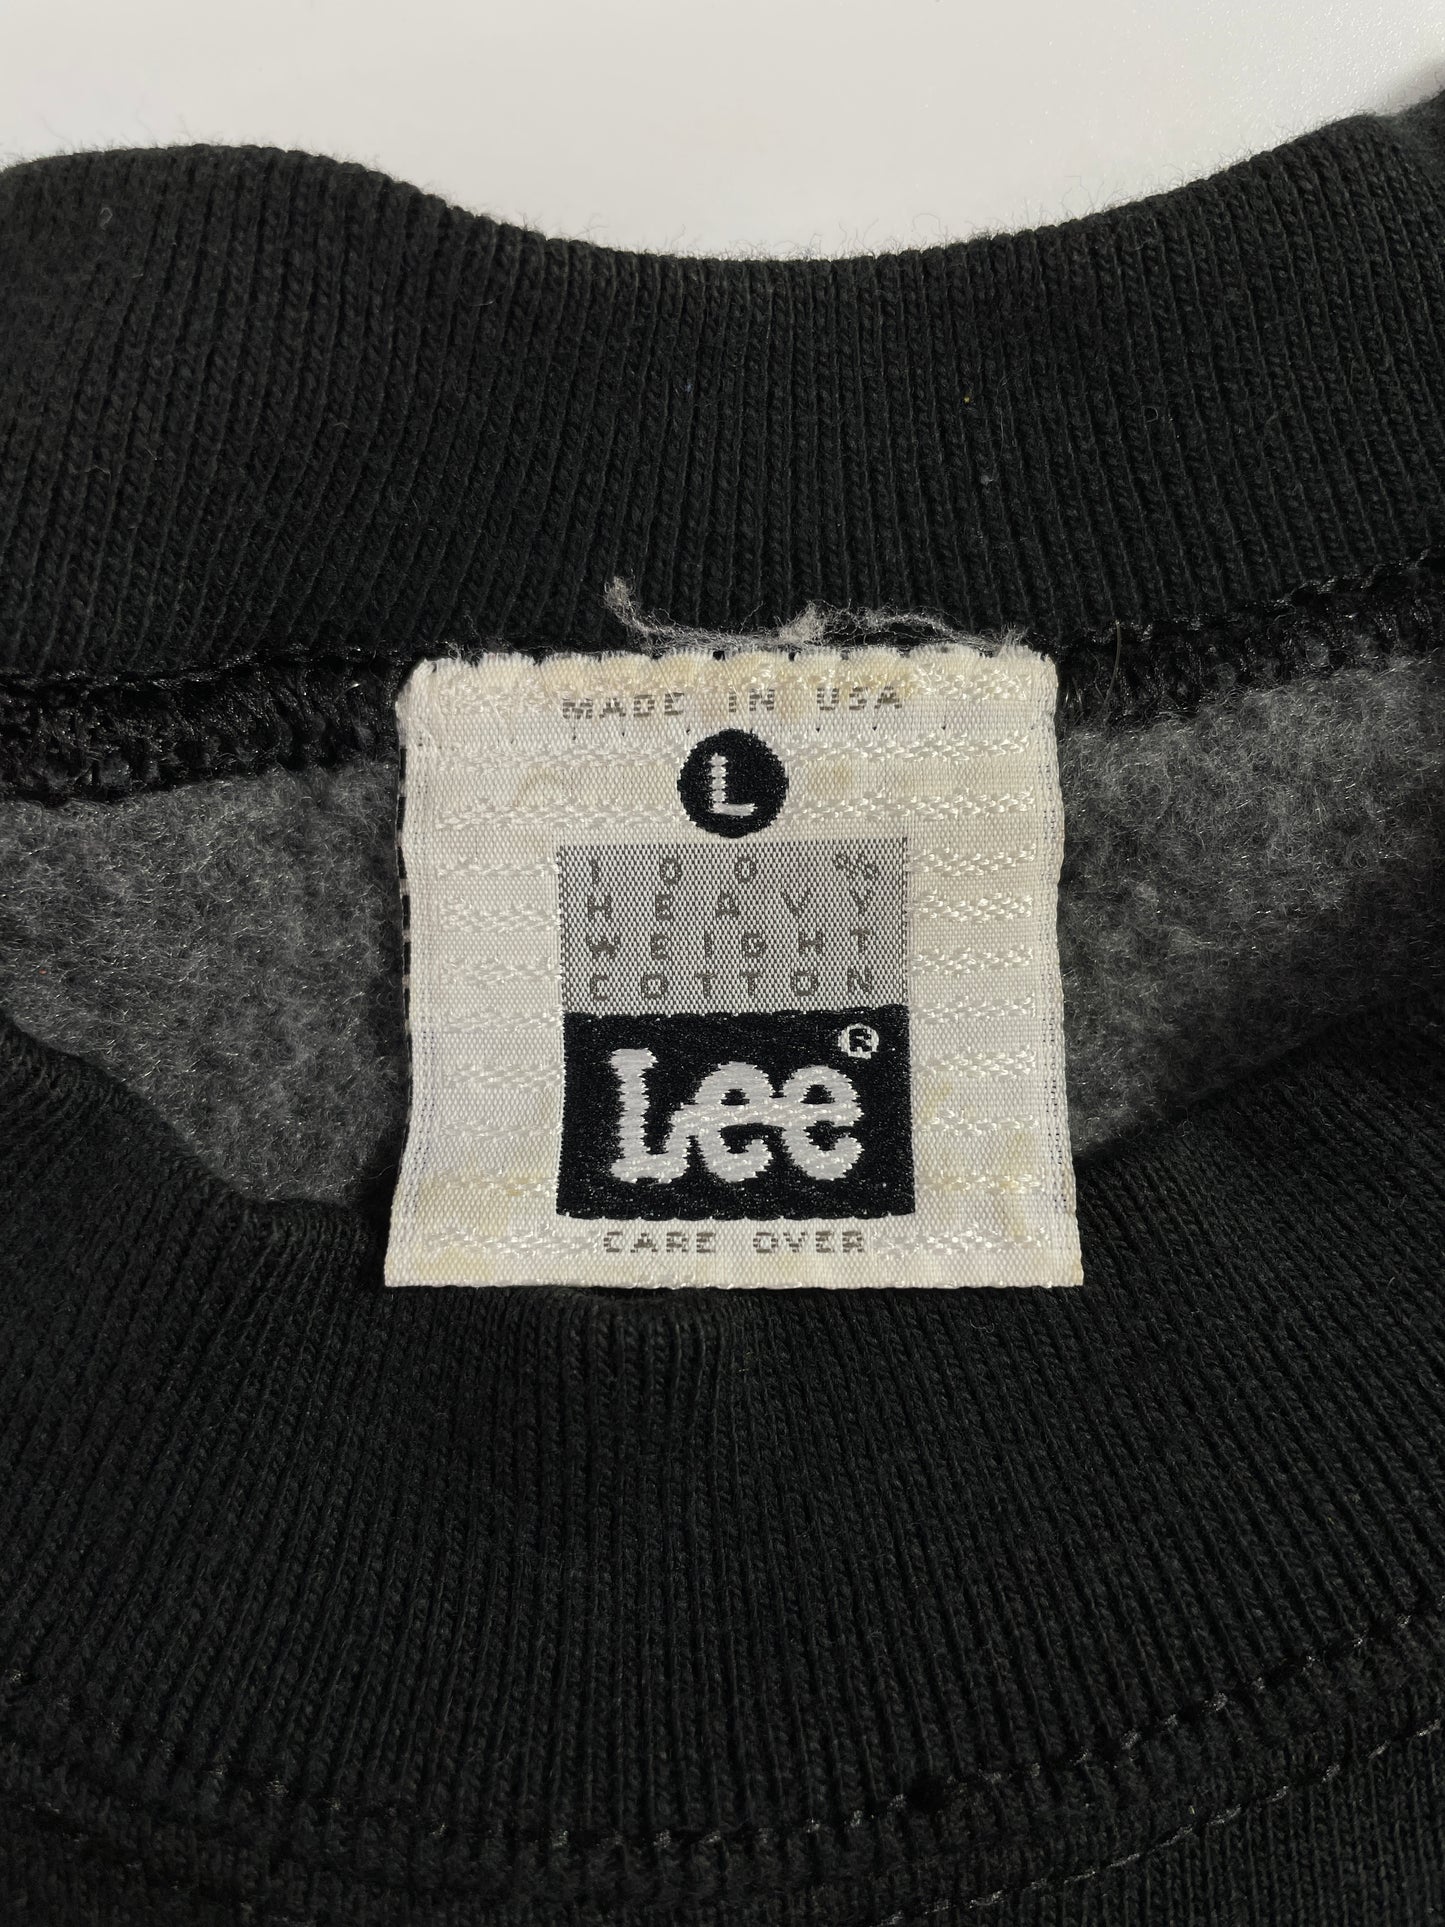 MADE IN USA
L
100%
HEAVY
WEIGHT
COTTON
Lee®
CARE OVER